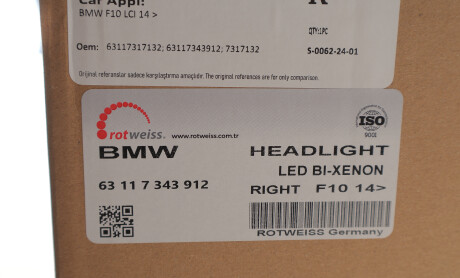 Car Appl:
BMW F10 LCI 14 >
QTY:1PC
Oem: 63117317132; 63117343912; 7317132
S-0062-24-01
Orijinal referanslar sadece karşılaştırma amaçlıdır. The original references are for only comparison.
rotweiss
www.rotweiss.com.tr
ISO
9001
BMW
HEADLIGHT
LED BI-XENON
63 11 7 343 912
RIGHT F10 14>
ROTWEISS Germany